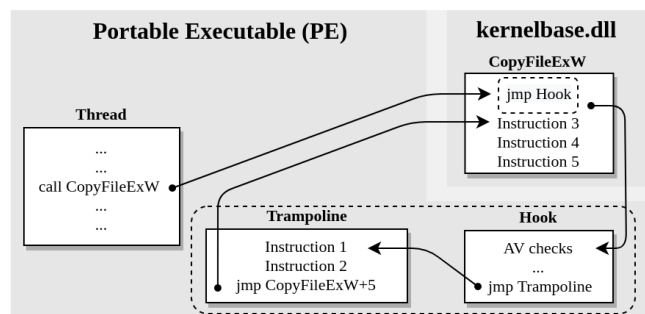 Portable Executable (PE)
kernelbase.dll
CopyFileExW
jmp Hook
Instruction 3
Instruction 4
Instruction 5
Thread
...
...
call CopyFileExW
...
...
Trampoline
Instruction 1
Instruction 2
jmp CopyFileExW+5
Hook
AV checks
...
jmp Trampoline